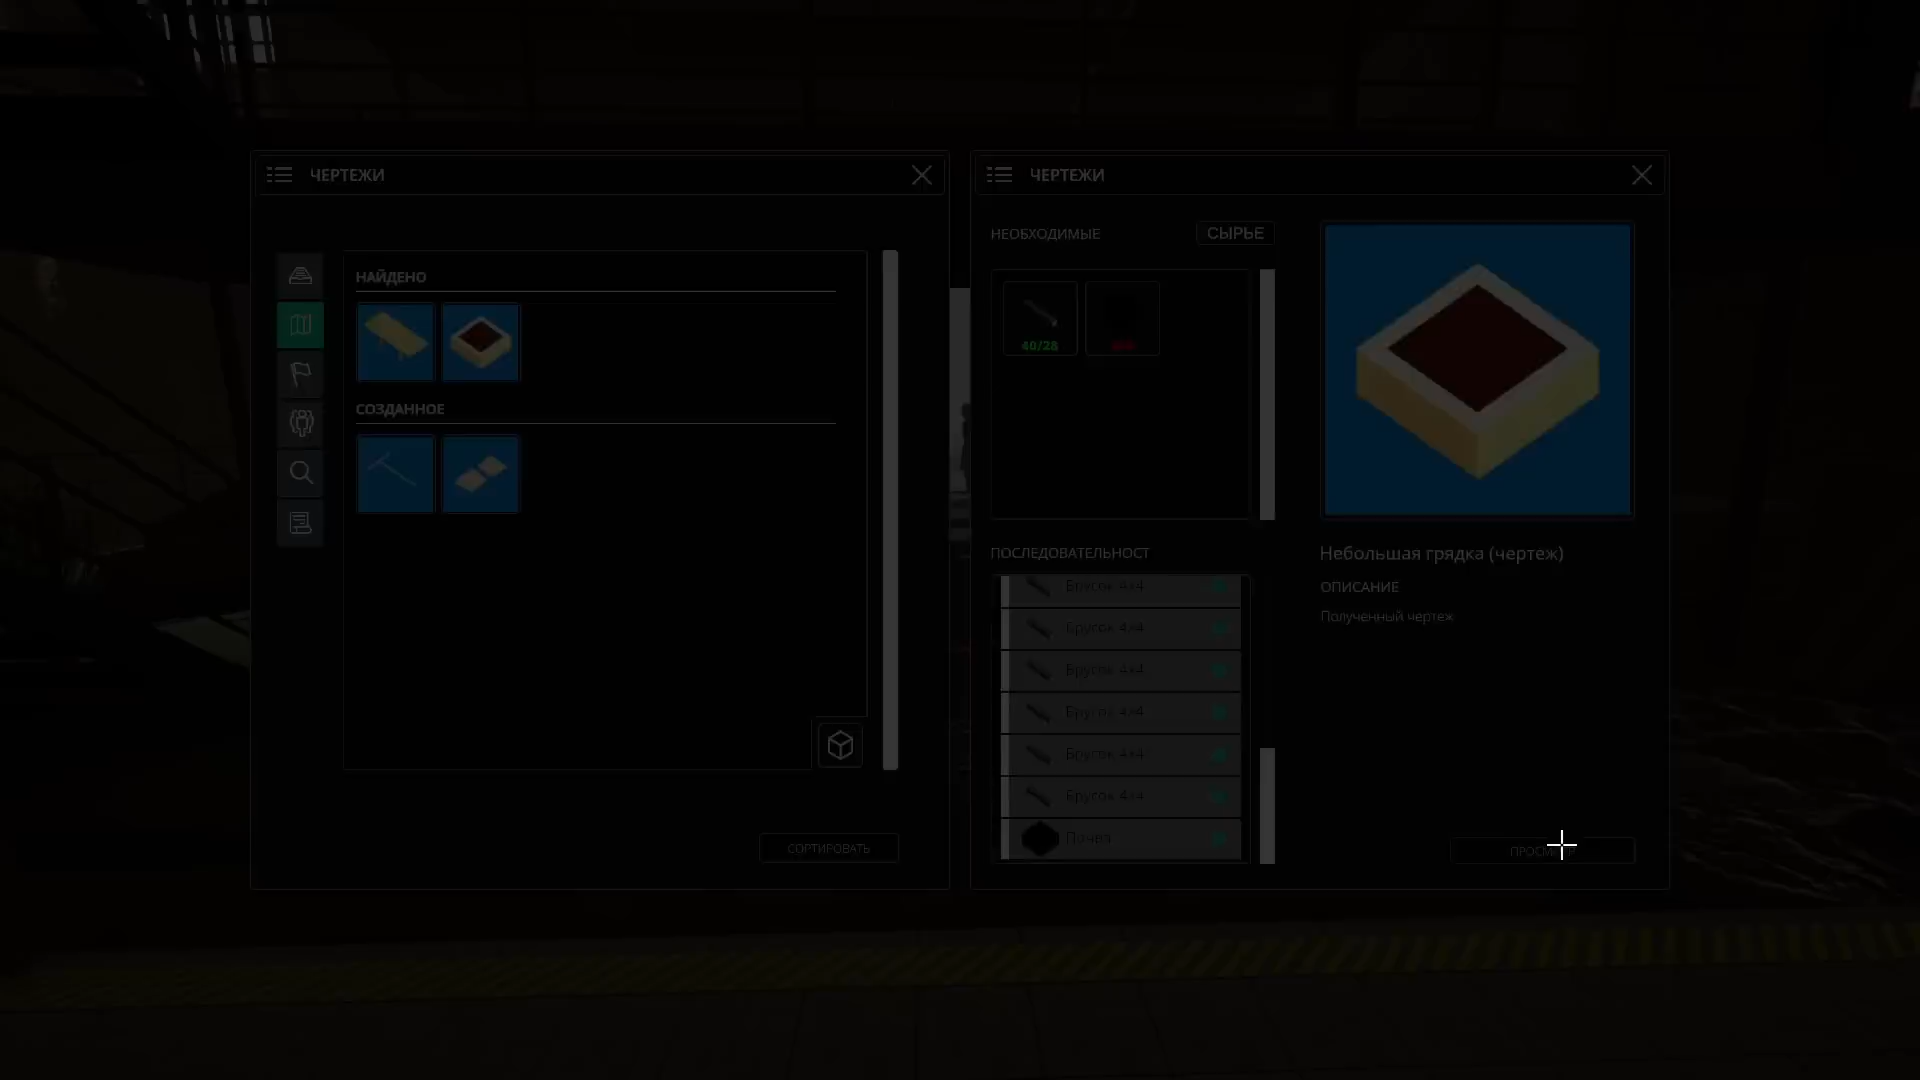 ЧЕРТЕЖИ
НАЙДЕНО
СОЗДАННОЕ
СОРТИРОВАТЬ
ЧЕРТЕЖИ
НЕОБХОДИМЫЕ
СЫРЬЕ
40/28
ПОСЛЕДОВАТЕЛЬНОСТ
Брусок 4x4
Брусок 4x4
Брусок 4x4
Брусок 4x4
Брусок 4x4
Брусок 4x4
Почва
Небольшая грядка (чертеж)
ОПИСАНИЕ
Полученный чертеж